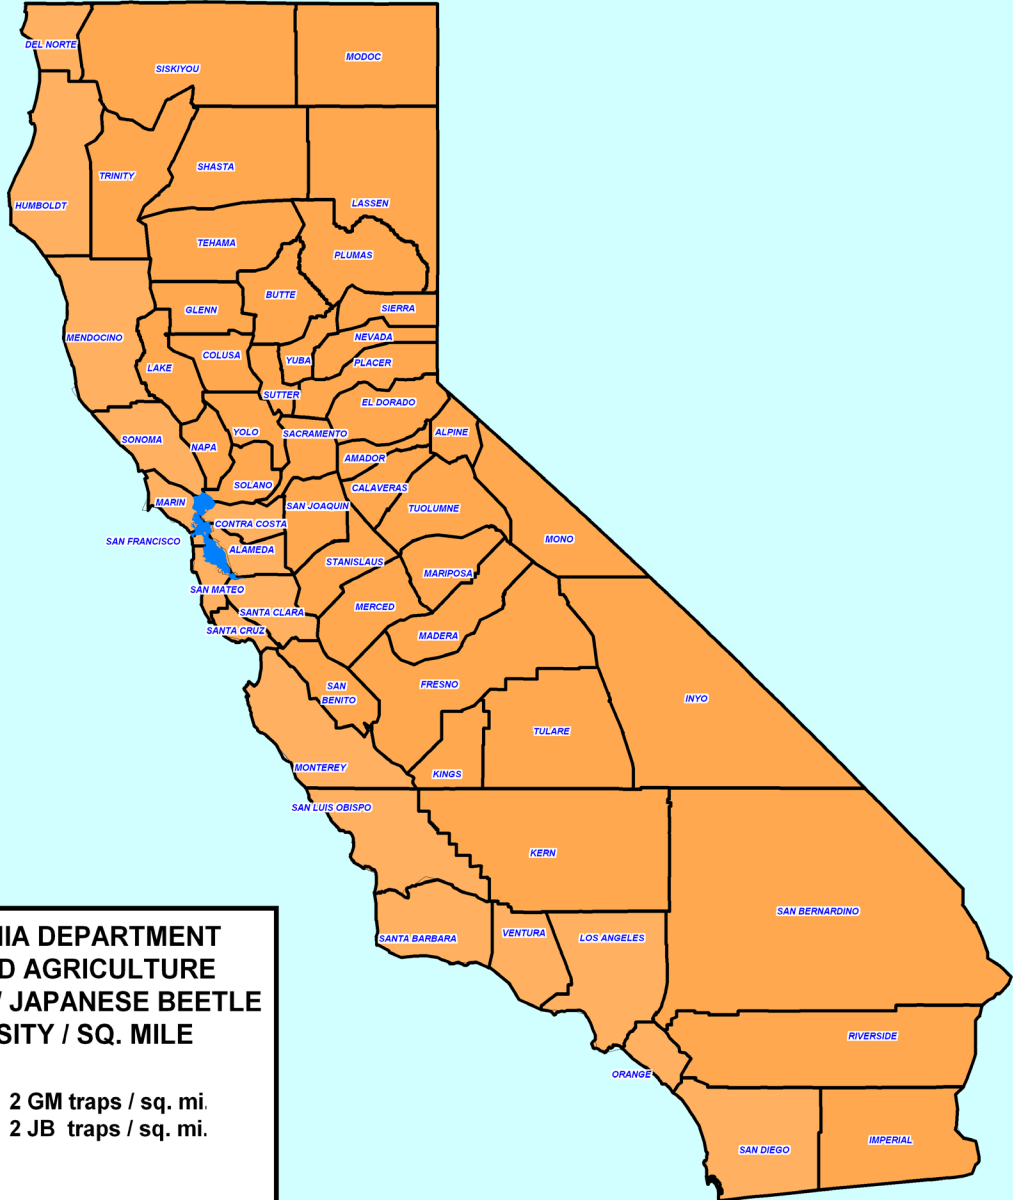 DEL NORTE
SISKIYOU
MODOC
SHASTA
TRINITY
HUMBOLDT
LASSEN
TEHAMA
PLUMAS
BUTTE
GLENN
SIERRA
MENDOCINO
NEVADA
COLUSA
YUBA
PLACER
LAKE
SUTTER
EL DORADO
YOLO
SACRAMENTO
ALPINE
SONOMA
NAPA
AMADOR
SOLANO
CALAVERAS
MARIN
SAN JOAQUIN
TUOLUMNE
CONTRA COSTA
SAN FRANCISCO
ALAMEDA
MONO
STANISLAUS
MARIPOSA
SAN MATEO
MERCED
SANTA CLARA
SANTA CRUZ
MADERA
SAN
BENITO
FRESNO
INYO
TULARE
MONTEREY
KINGS
SAN LUIS OBISPO
KERN
SAN BERNARDINO
SANTA BARBARA
VENTURA
LOS ANGELES
RIVERSIDE
ORANGE
SAN DIEGO
IMPERIAL
IIA DEPARTMENT
D AGRICULTURE
/ JAPANESE BEETLE
SITY / SQ. MILE
2 GM traps / sq. mi.
2 JB traps / sq. mi.